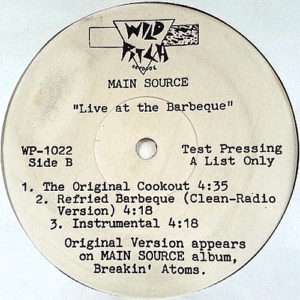 WILD
PITCH
RECORDS
MAIN SOURCE
"Live at the Barbeque"
WP-1022
Side B
Test Pressing
A List Only
1. The Original Cookout 4:35
2. Refried Barbeque (Clean-Radio
Version) 4:18
3. Instrumental 4:18
Original Version appears
on MAIN SOURCE album,
Breakin' Atoms.